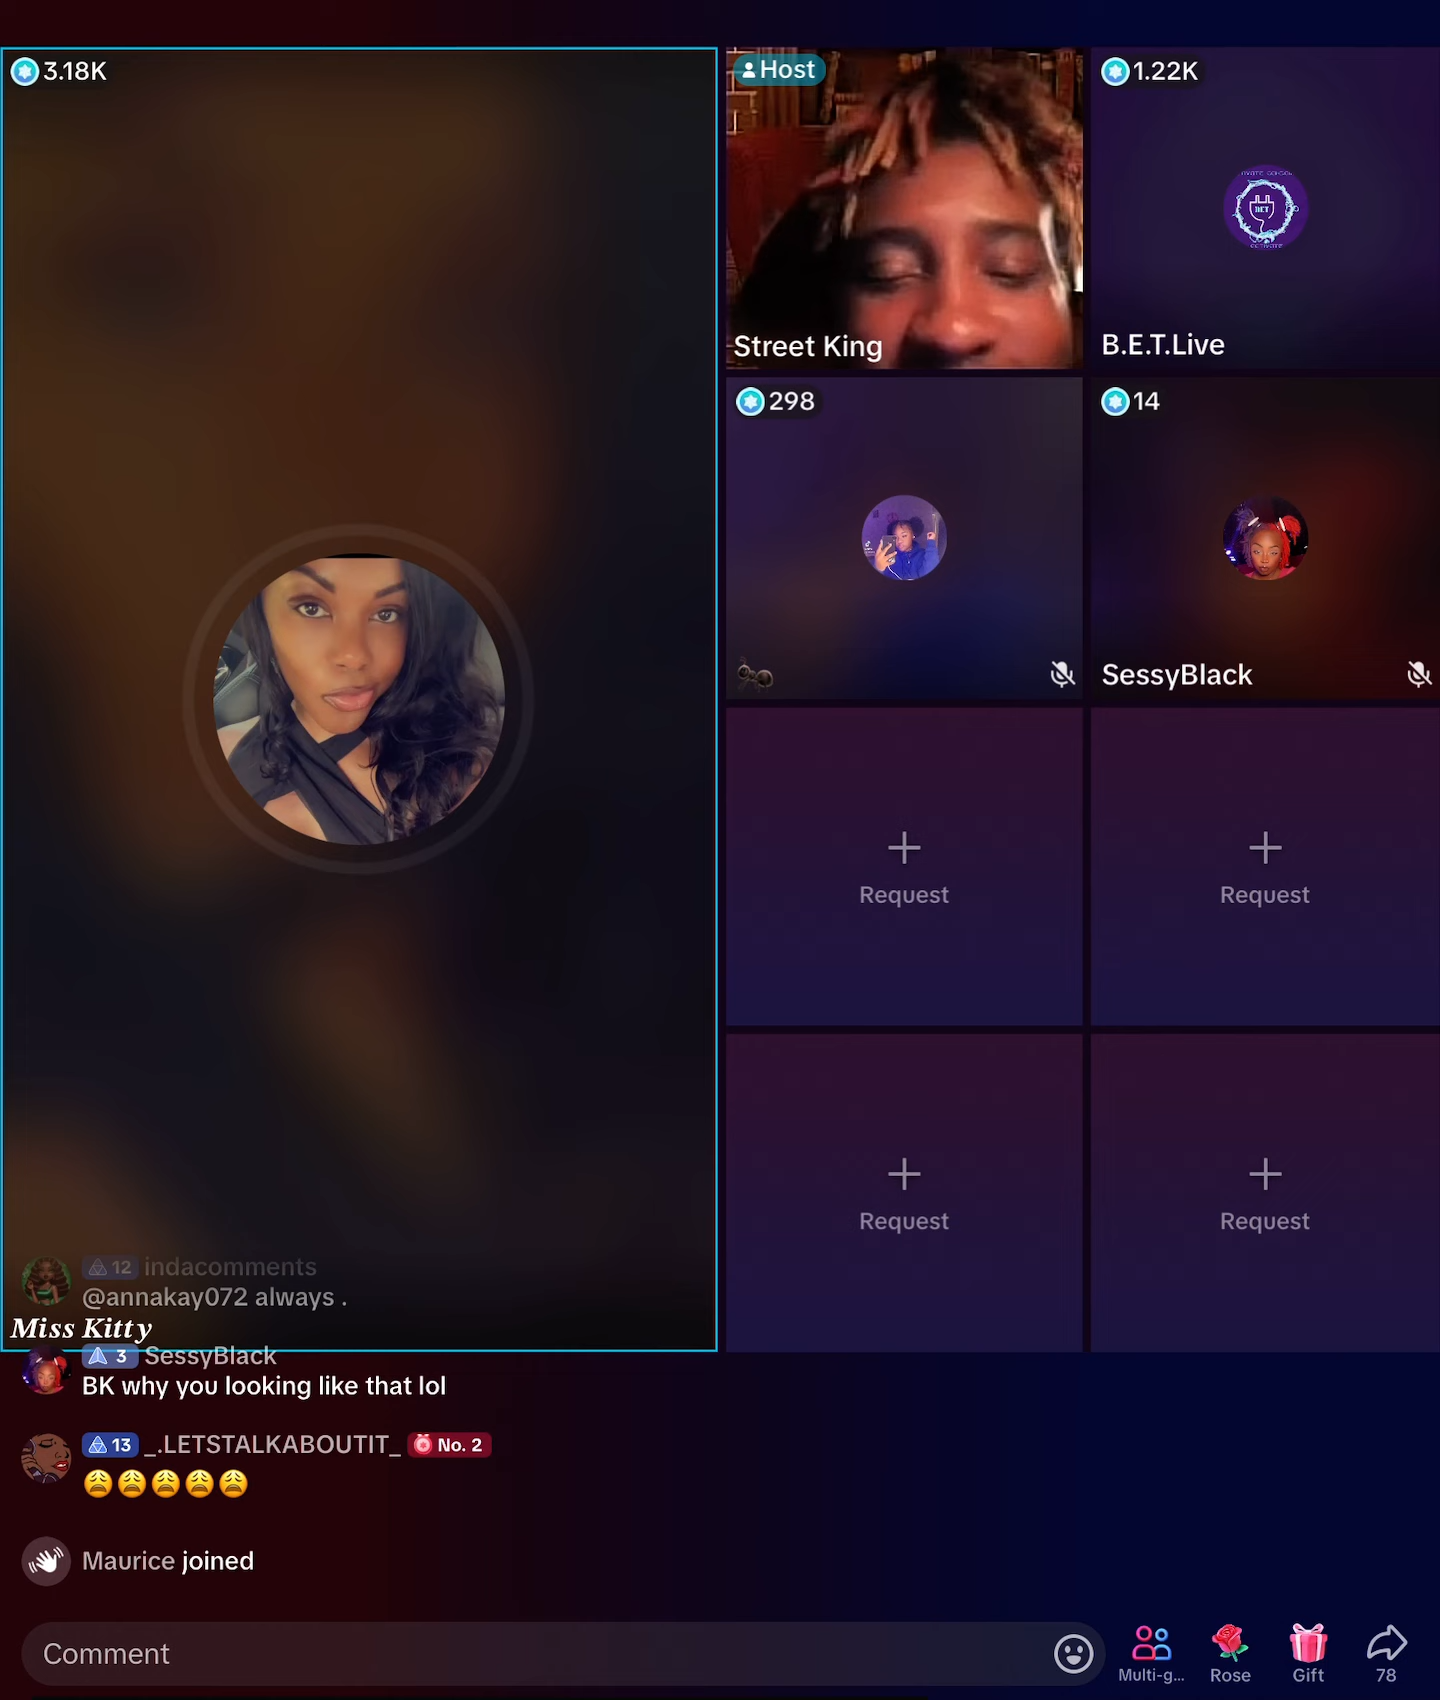 3.18K
Host
Street King
1.22K
B.E.T.Live
298
14
SessyBlack
Request
Request
Request
Request
12 indacomments
@annakay072 always .
Miss Kitty
3 SessyBlack
BK why you looking like that lol
13 _.LETSTALKABOUTIT_ No. 2
😩😩😩😩😩
Maurice joined
Comment
Multi-g...
Rose
Gift
78